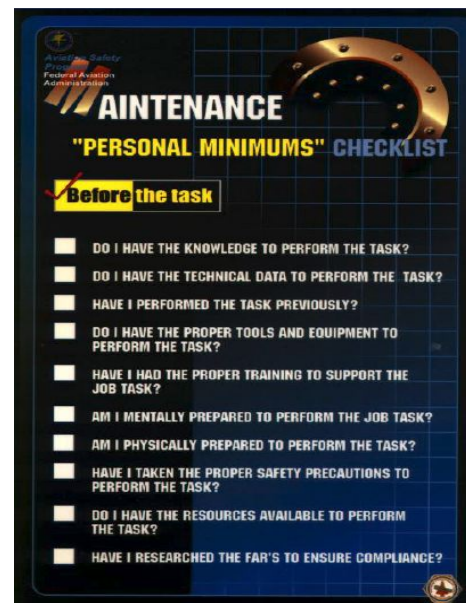 Aviation Safety
Program
Federal Aviation
Administration
MAINTENANCE
"PERSONAL MINIMUMS" CHECKLIST
Before the task
DO I HAVE THE KNOWLEDGE TO PERFORM THE TASK?
DO I HAVE THE TECHNICAL DATA TO PERFORM THE TASK?
HAVE I PERFORMED THE TASK PREVIOUSLY?
DO I HAVE THE PROPER TOOLS AND EQUIPMENT TO
PERFORM THE TASK?
HAVE I HAD THE PROPER TRAINING TO SUPPORT THE
JOB TASK?
AM I MENTALLY PREPARED TO PERFORM THE JOB TASK?
AM I PHYSICALLY PREPARED TO PERFORM THE TASK?
HAVE I TAKEN THE PROPER SAFETY PRECAUTIONS TO
PERFORM THE TASK?
DO I HAVE THE RESOURCES AVAILABLE TO PERFORM
THE TASK?
HAVE I RESEARCHED THE FAR'S TO ENSURE COMPLIANCE?